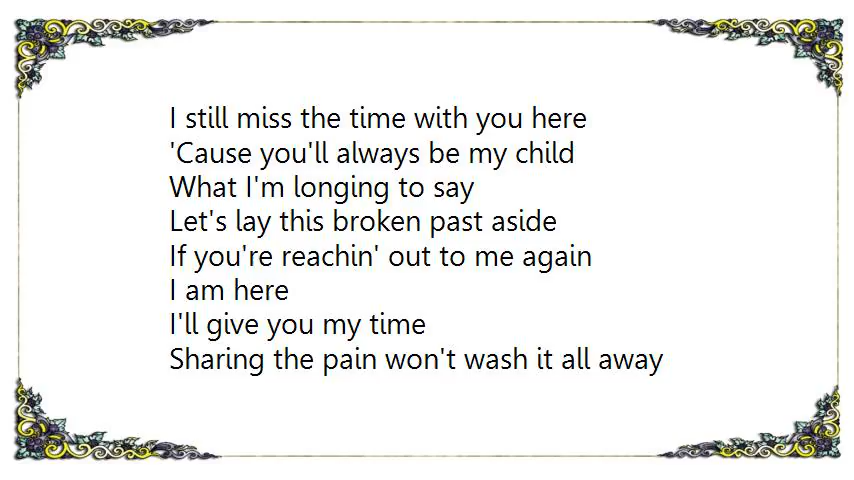 I still miss the time with you here
'Cause you'll always be my child
What I'm longing to say
Let's lay this broken past aside
If you're reachin' out to me again
I am here
I'll give you my time
Sharing the pain won't wash it all away